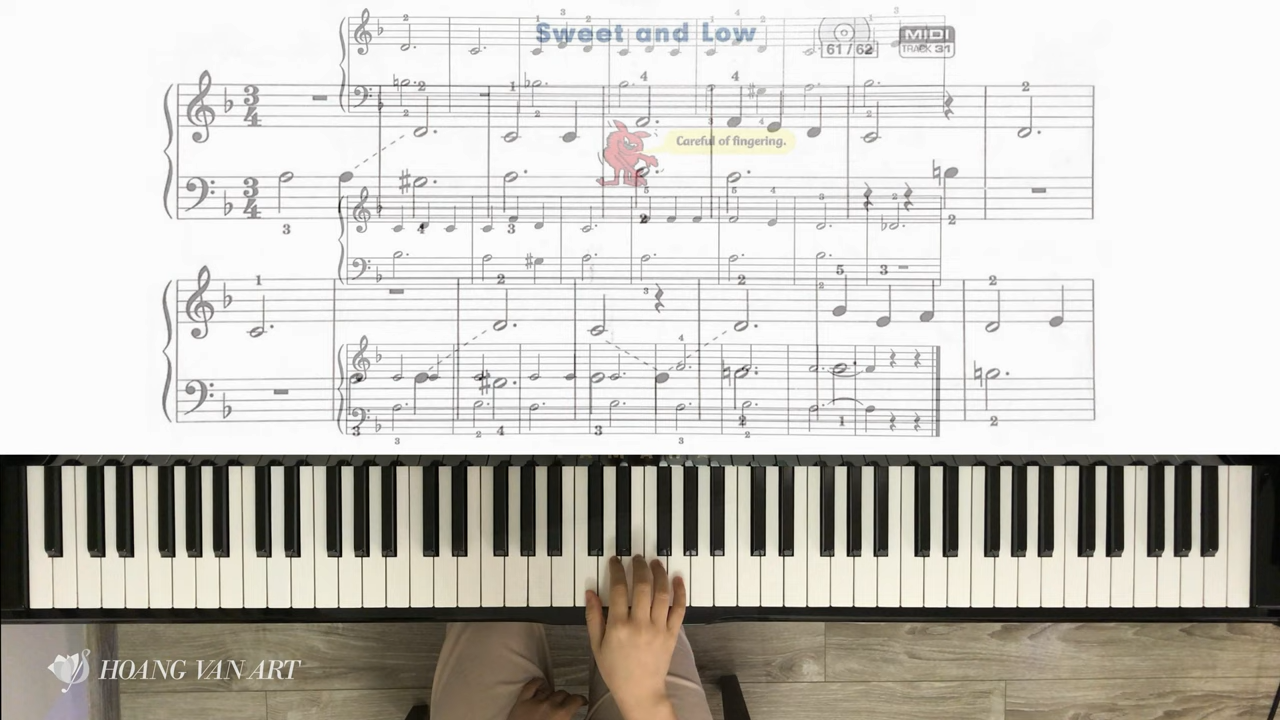 Sweet and Low
61 / 62
MIDI
TRACK 31
Careful of fingering.
HOANG VAN ART